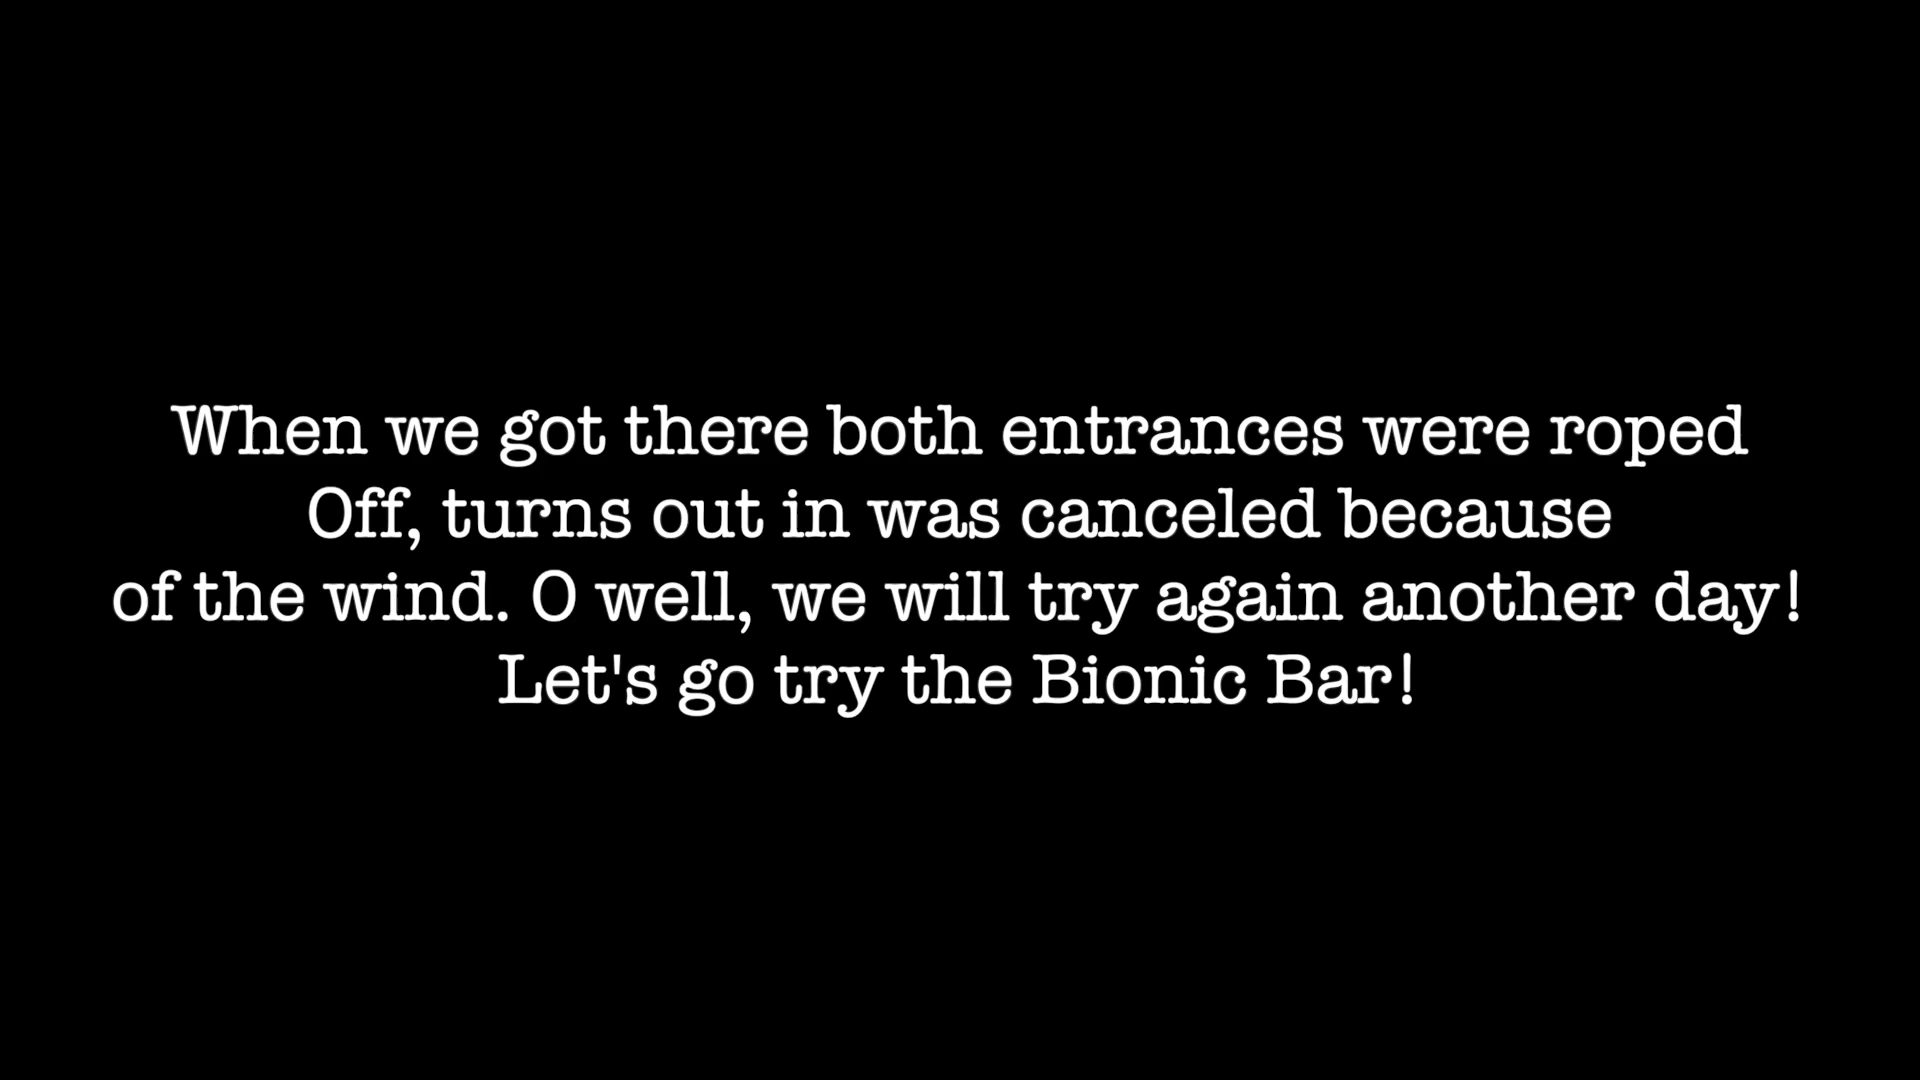 When we got there both entrances were roped
Off, turns out in was canceled because
of the wind. O well, we will try again another day!
Let's go try the Bionic Bar!